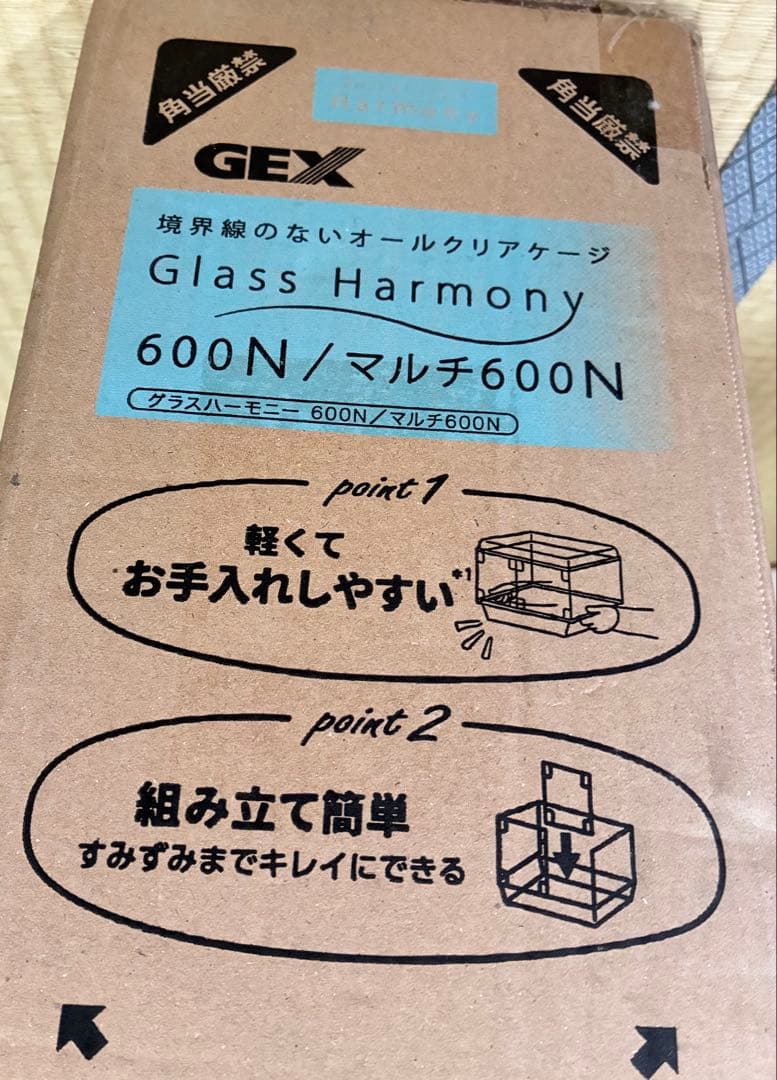 角当厳禁
Harmony
角当厳禁
GEX
境界線のないオールクリアケージ
Glass Harmony
600N/マルチ600N
グラスハーモニー 600N/マルチ600N
point 1
軽くて
お手入れしやすい*1
point 2
組み立て簡単
すみずみまでキレイにできる